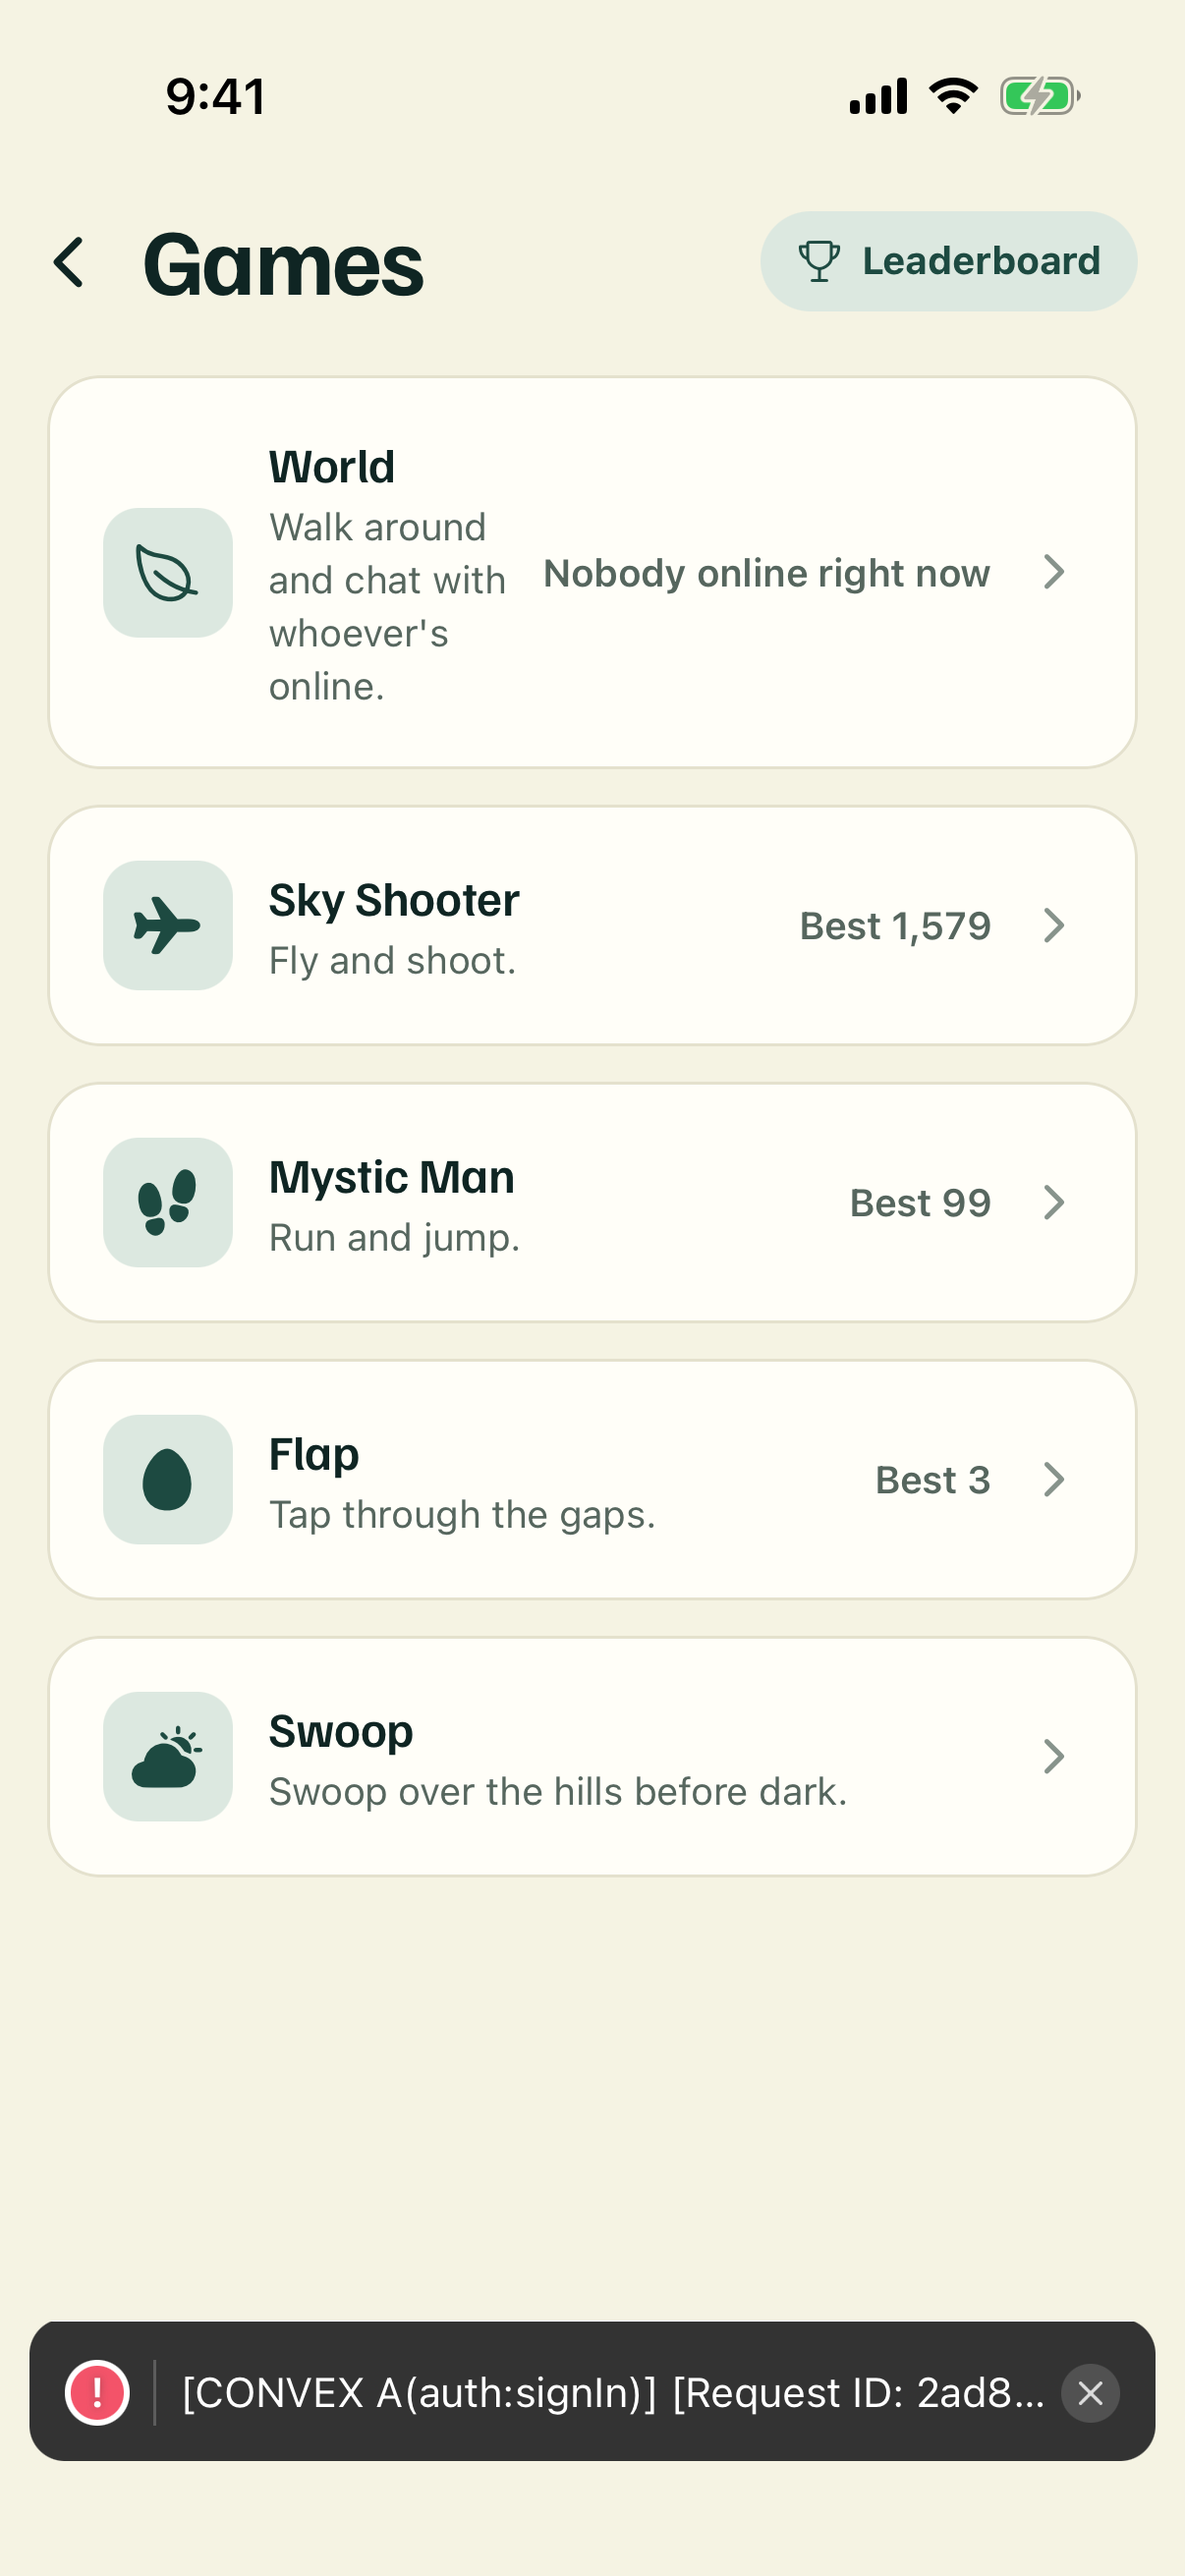 9:41
Games
Leaderboard
World
Walk around
and chat with
whoever's
online.
Nobody online right now
Sky Shooter
Fly and shoot.
Best 1,579
Mystic Man
Run and jump.
Best 99
Flap
Tap through the gaps.
Best 3
Swoop
Swoop over the hills before dark.
[CONVEX A(auth:signIn)] [Request ID: 2ad8...